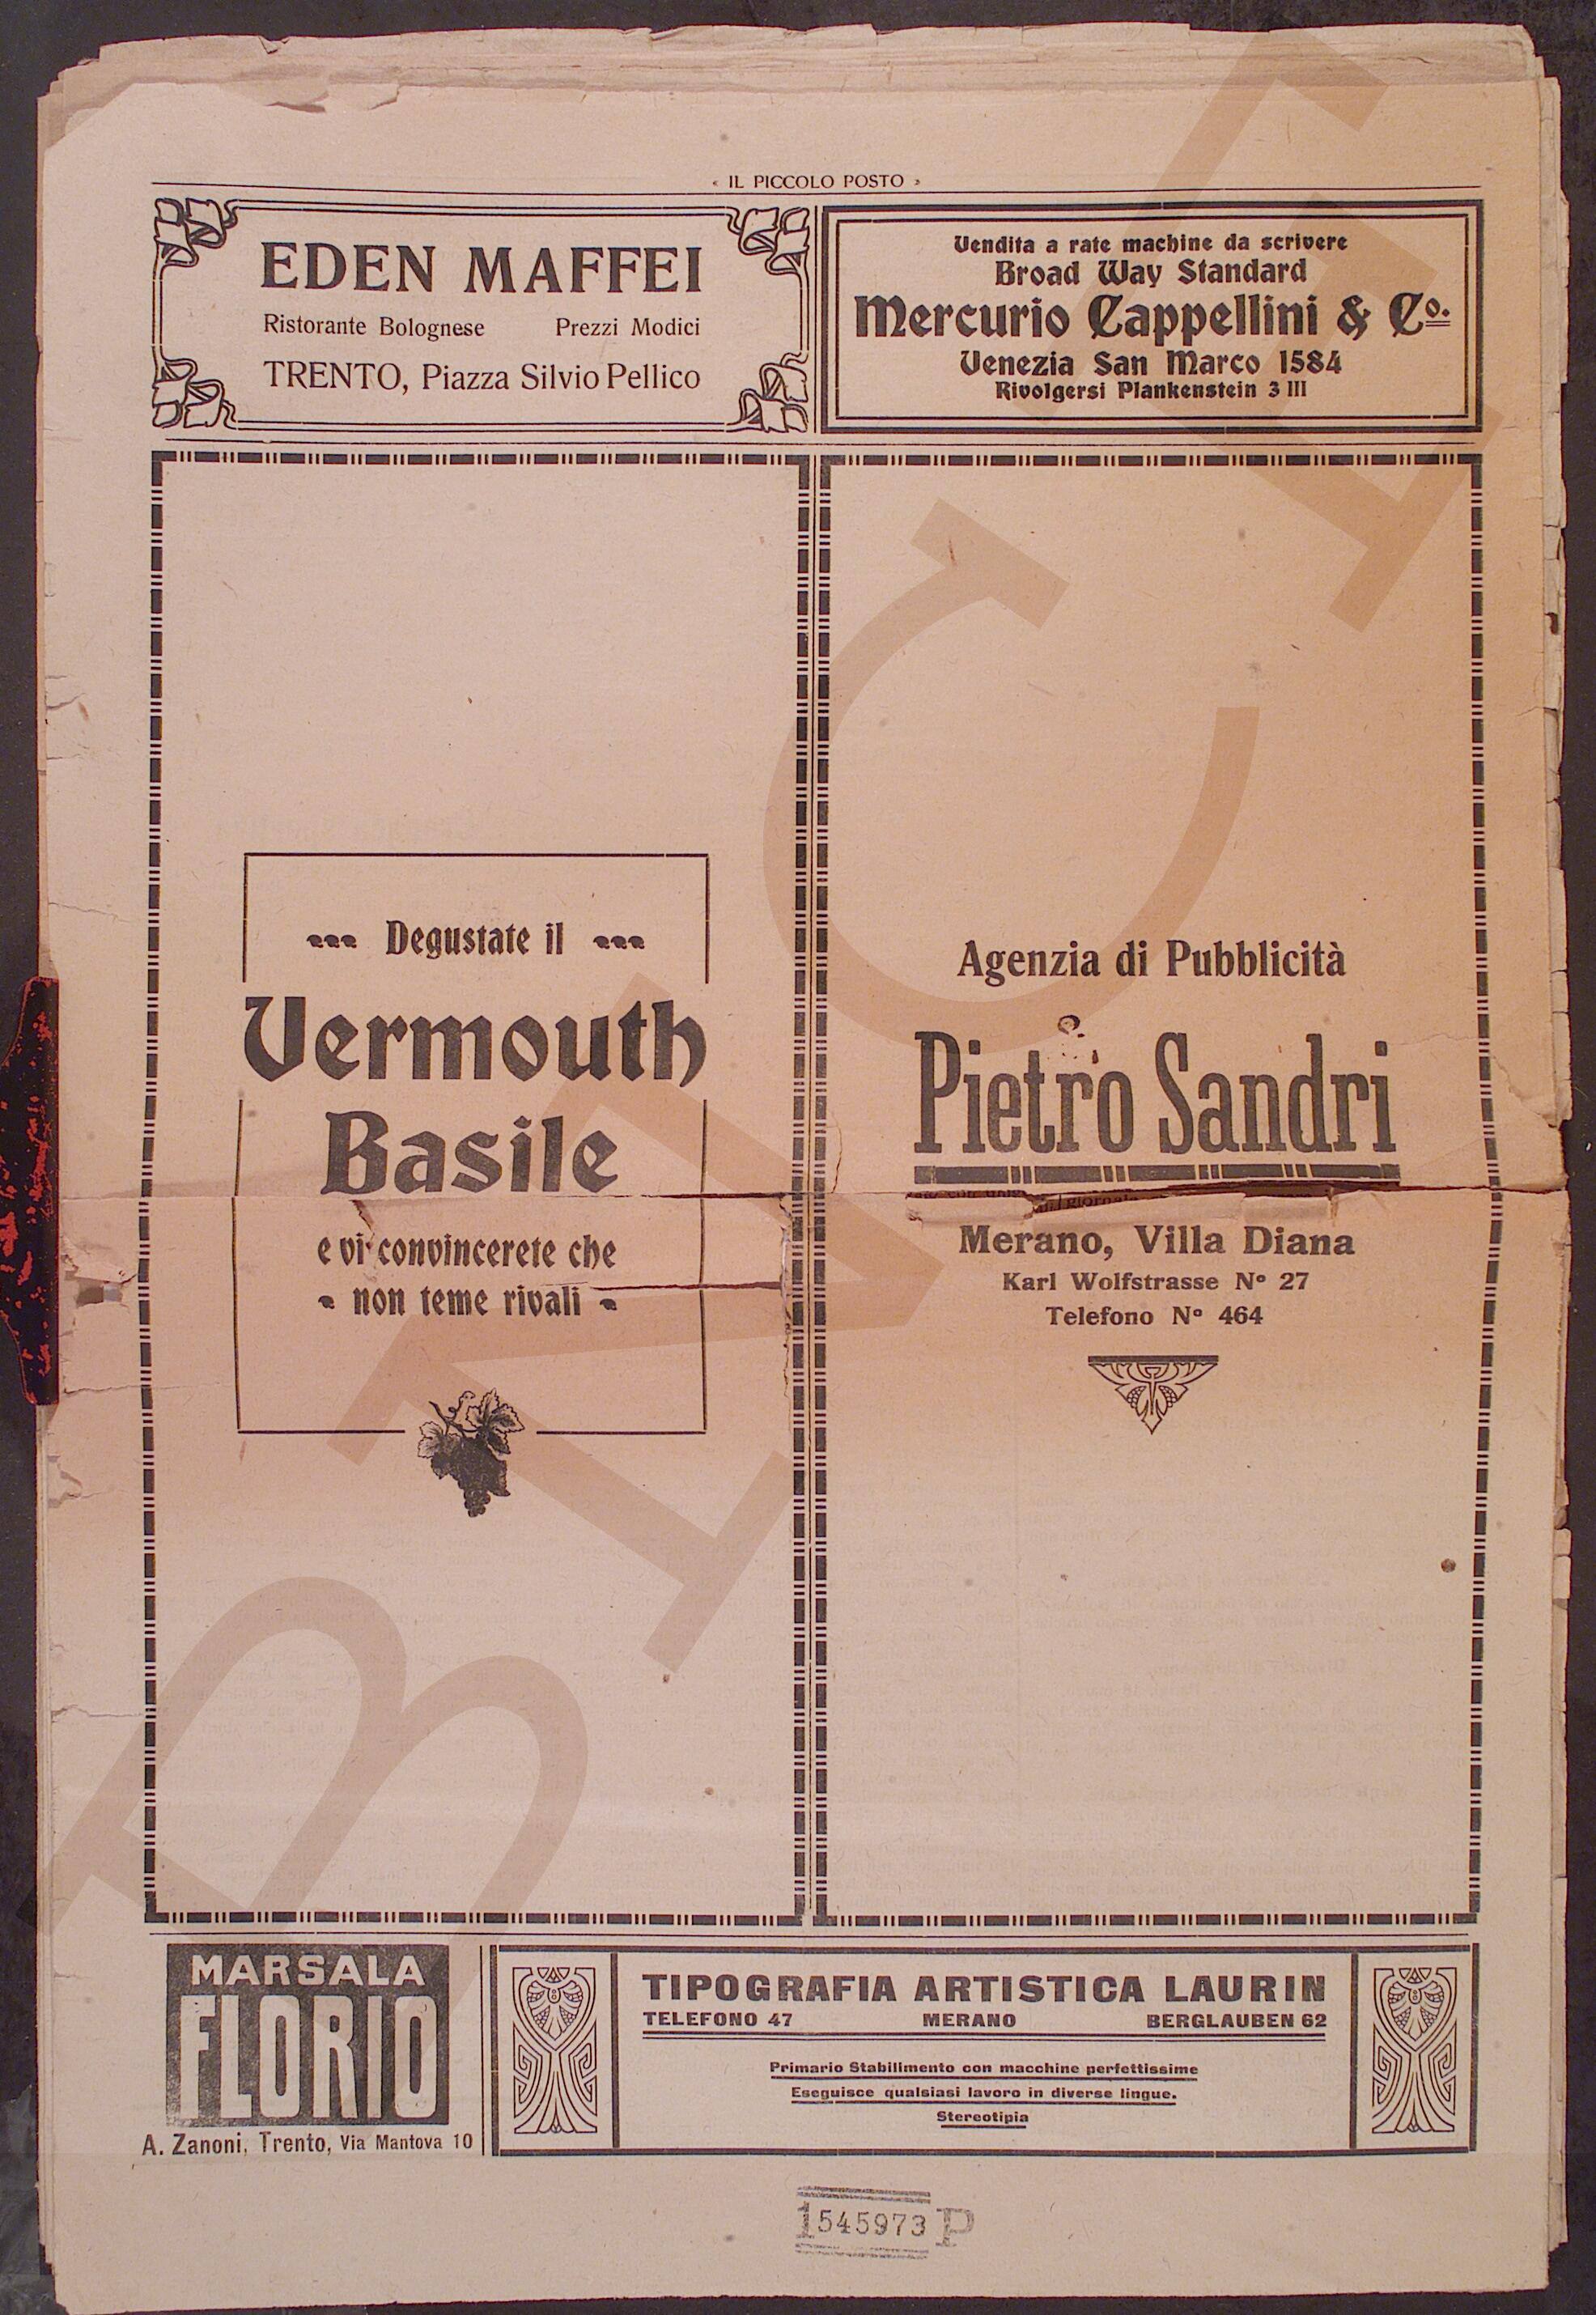 « IL PICCOLO POSTO »
EDEN MAFFEI
Ristorante Bolognese Prezzi Modici
TRENTO, Piazza Silvio Pellico
Vendita a rate machine da scrivere
Broad Way Standard
Mercurio Cappellini & Co.
Venezia San Marco 1584
Rivolgersi Plankenstein 3 III
Degustate il
Vermouth
Basile
e vi convincerete che
- non teme rivali -
Agenzia di Pubblicità
Pietro Sandri
giornale
Merano, Villa Diana
Karl Wolfstrasse No 27
Telefono No 464
MARSALA
FLORIO
A. Zanoni, Trento, Via Mantova 10
TIPOGRAFIA ARTISTICA LAURIN
TELEFONO 47 MERANO BERGLAUBEN 62
Primario Stabilimento con macchine perfettissime
Eseguisce qualsiasi lavoro in diverse lingue.
Stereotipia
1545973 P